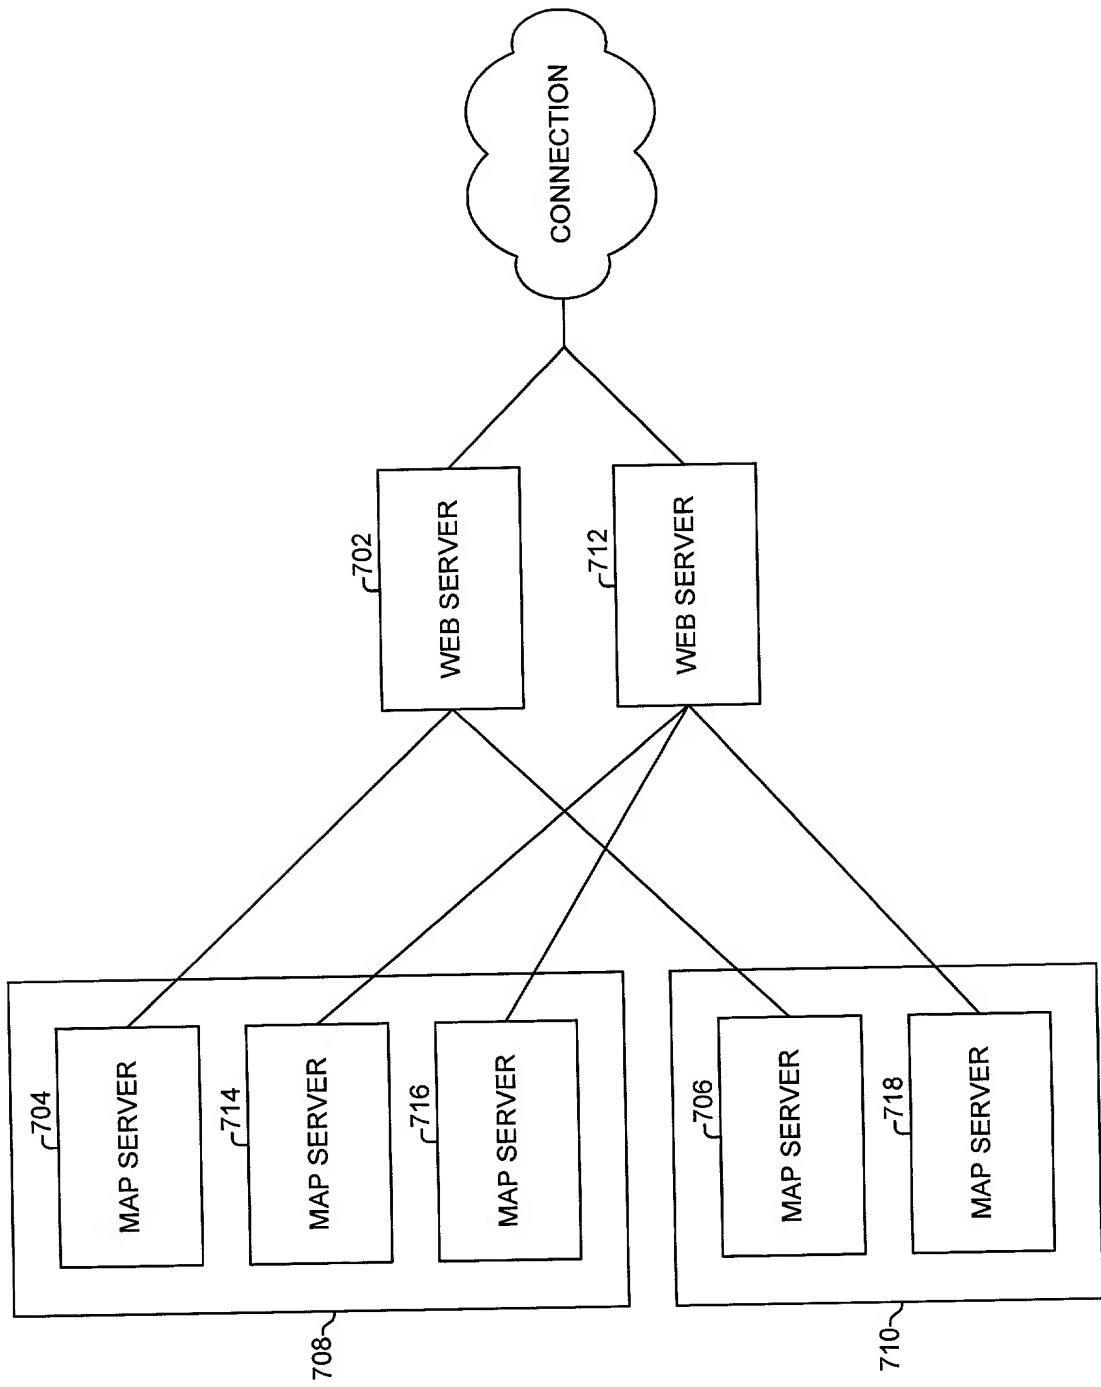 CONNECTION
702
WEB SERVER
712
WEB SERVER
704
MAP SERVER
714
MAP SERVER
716
MAP SERVER
708
706
MAP SERVER
718
MAP SERVER
710